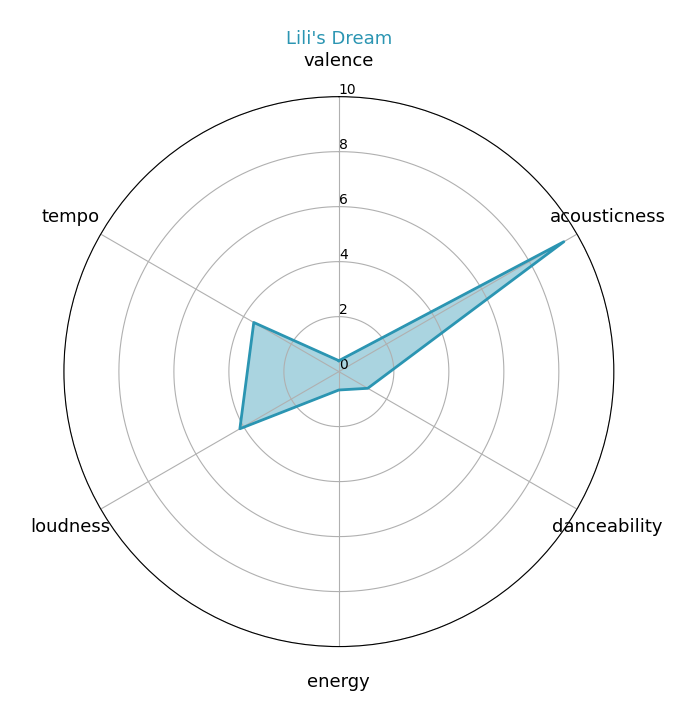 Lili's Dream
valence
10
8
6
4
2
0
tempo
acousticness
loudness
danceability
energy